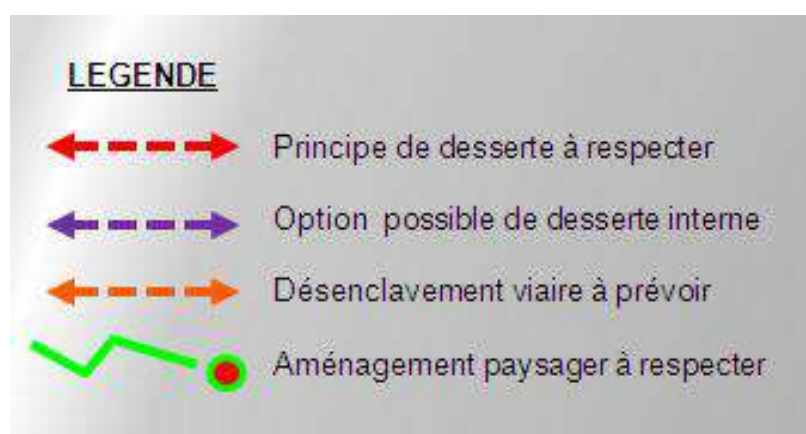 LEGENDE
Principe de desserte à respecter
Option possible de desserte interne
Désenclavement viaire à prévoir
Aménagement paysager à respecter